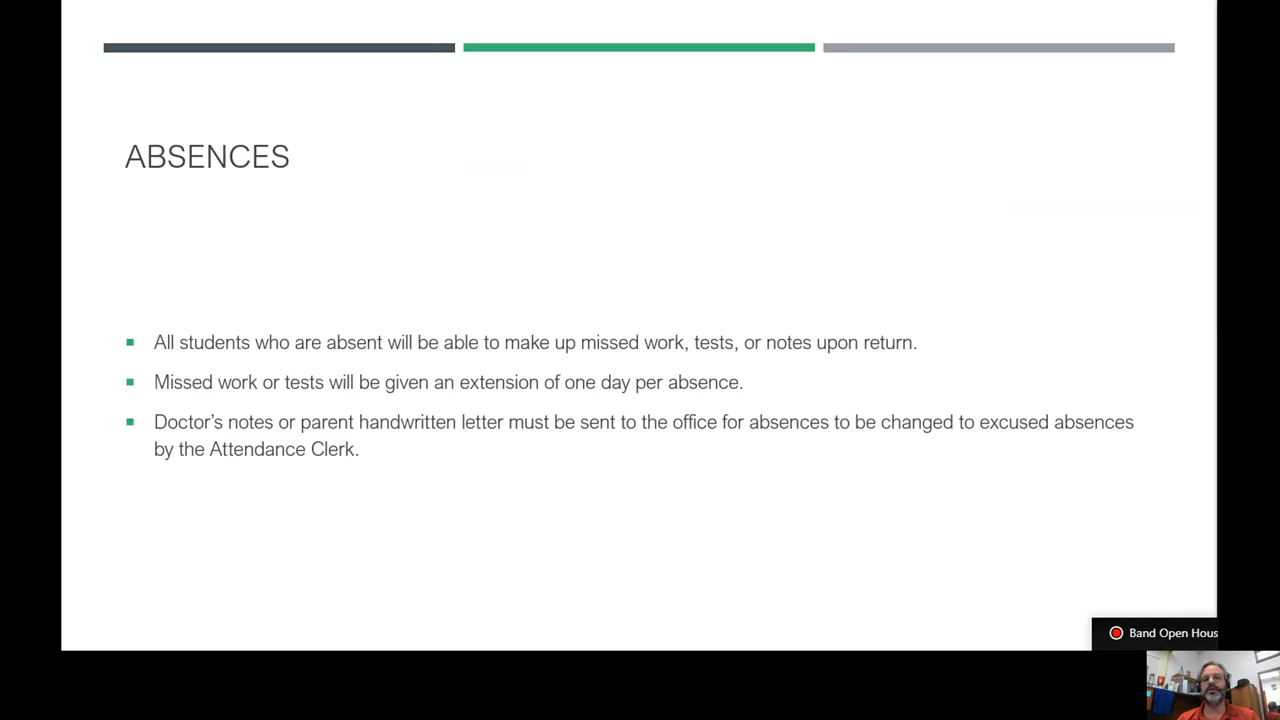 ABSENCES
All students who are absent will be able to make up missed work, tests, or notes upon return.
Missed work or tests will be given an extension of one day per absence.
Doctor’s notes or parent handwritten letter must be sent to the office for absences to be changed to excused absences
by the Attendance Clerk.
Band Open Hous